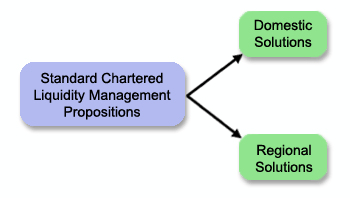 Standard Chartered
Liquidity Management
Propositions
Domestic
Solutions
Regional
Solutions